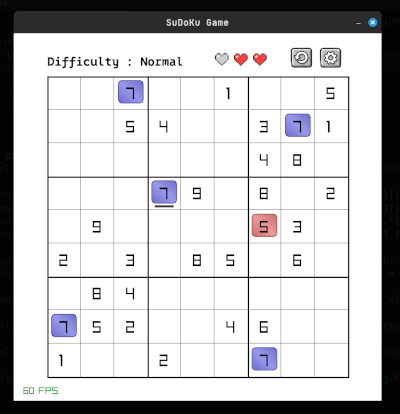 SuDoKu Game
Difficulty : Normal
7 1 5
5 4 3 7 1
4 8
7 9 8 2
9 5 3
2 3 8 5 6
8 4
7 5 2 4 6
1 2 7
60 FPS